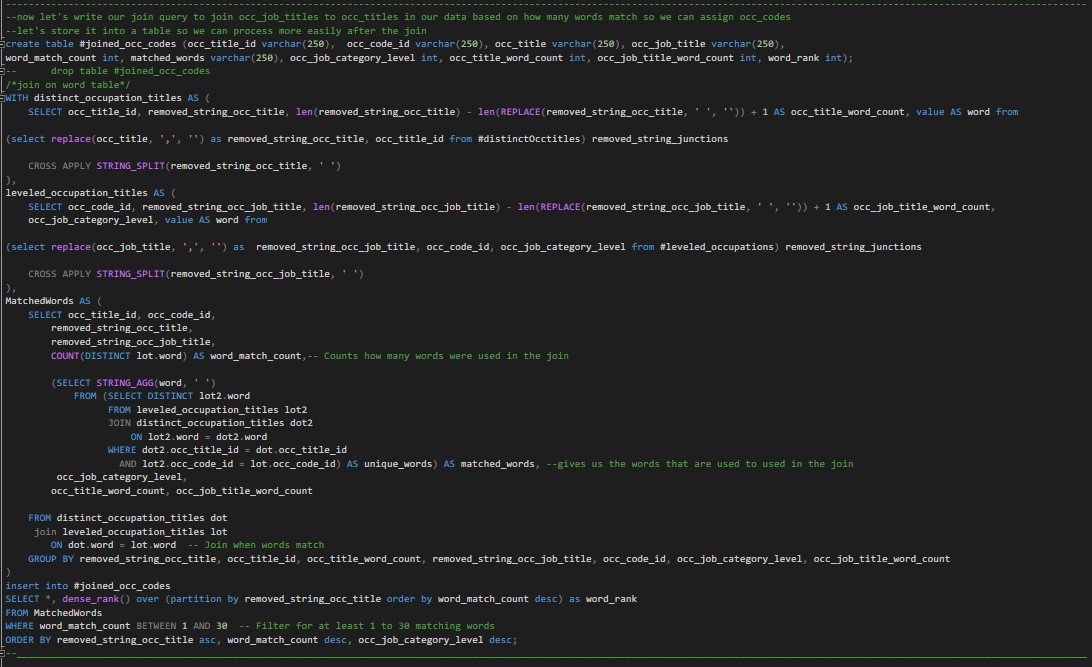 --now let's write our join query to join occ_job_titles to occ_titles in our data based on how many words match so we can assign occ_codes
--let's store it into a table so we can process more easily after the join
create table #joined_occ_codes (occ_title_id varchar(250),  occ_code_id varchar(250), occ_title varchar(250), occ_job_title varchar(250),
word_match_count int, matched_words varchar(250), occ_job_category_level int, occ_title_word_count int, occ_job_title_word_count int, word_rank int);
--      drop table #joined_occ_codes
/*join on word table*/
WITH distinct_occupation_titles AS (
    SELECT occ_title_id, removed_string_occ_title, len(removed_string_occ_title) - len(REPLACE(removed_string_occ_title, ' ', '')) + 1 AS occ_title_word_count, value AS word from
(select replace(occ_title, ',', '') as removed_string_occ_title, occ_title_id from #distinctOcctitles) removed_string_junctions
    CROSS APPLY STRING_SPLIT(removed_string_occ_title, ' ')
),
leveled_occupation_titles AS (
    SELECT occ_code_id, removed_string_occ_job_title, len(removed_string_occ_job_title) - len(REPLACE(removed_string_occ_job_title, ' ', '')) + 1 AS occ_job_title_word_count,
    occ_job_category_level, value AS word from
(select replace(occ_job_title, ',', '') as  removed_string_occ_job_title, occ_code_id, occ_job_category_level from #leveled_occupations) removed_string_junctions
    CROSS APPLY STRING_SPLIT(removed_string_occ_job_title, ' ')
),
MatchedWords AS (
    SELECT occ_title_id, occ_code_id,
        removed_string_occ_title,
        removed_string_occ_job_title,
        COUNT(DISTINCT lot.word) AS word_match_count,-- Counts how many words were used in the join
        (SELECT STRING_AGG(word, ' ')
            FROM (SELECT DISTINCT lot2.word
                  FROM leveled_occupation_titles lot2
                  JOIN distinct_occupation_titles dot2
                      ON lot2.word = dot2.word
                  WHERE dot2.occ_title_id = dot.occ_title_id
                    AND lot2.occ_code_id = lot.occ_code_id) AS unique_words) AS matched_words, --gives us the words that are used to used in the join
         occ_job_category_level,
        occ_title_word_count, occ_job_title_word_count
    FROM distinct_occupation_titles dot
     join leveled_occupation_titles lot
        ON dot.word = lot.word  -- Join when words match
    GROUP BY removed_string_occ_title, occ_title_id, occ_title_word_count, removed_string_occ_job_title, occ_code_id, occ_job_category_level, occ_job_title_word_count
)
insert into #joined_occ_codes
SELECT *, dense_rank() over (partition by removed_string_occ_title order by word_match_count desc) as word_rank
FROM MatchedWords
WHERE word_match_count BETWEEN 1 AND 30  -- Filter for at least 1 to 30 matching words
ORDER BY removed_string_occ_title asc, word_match_count desc, occ_job_category_level desc;